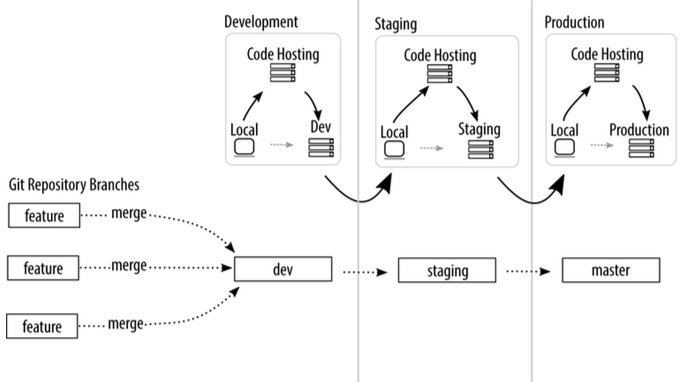 Development
Staging
Production
Code Hosting
Local
Dev
Code Hosting
Local
Staging
Code Hosting
Local
Production
Git Repository Branches
feature
merge
feature
merge
dev
staging
master
feature
merge